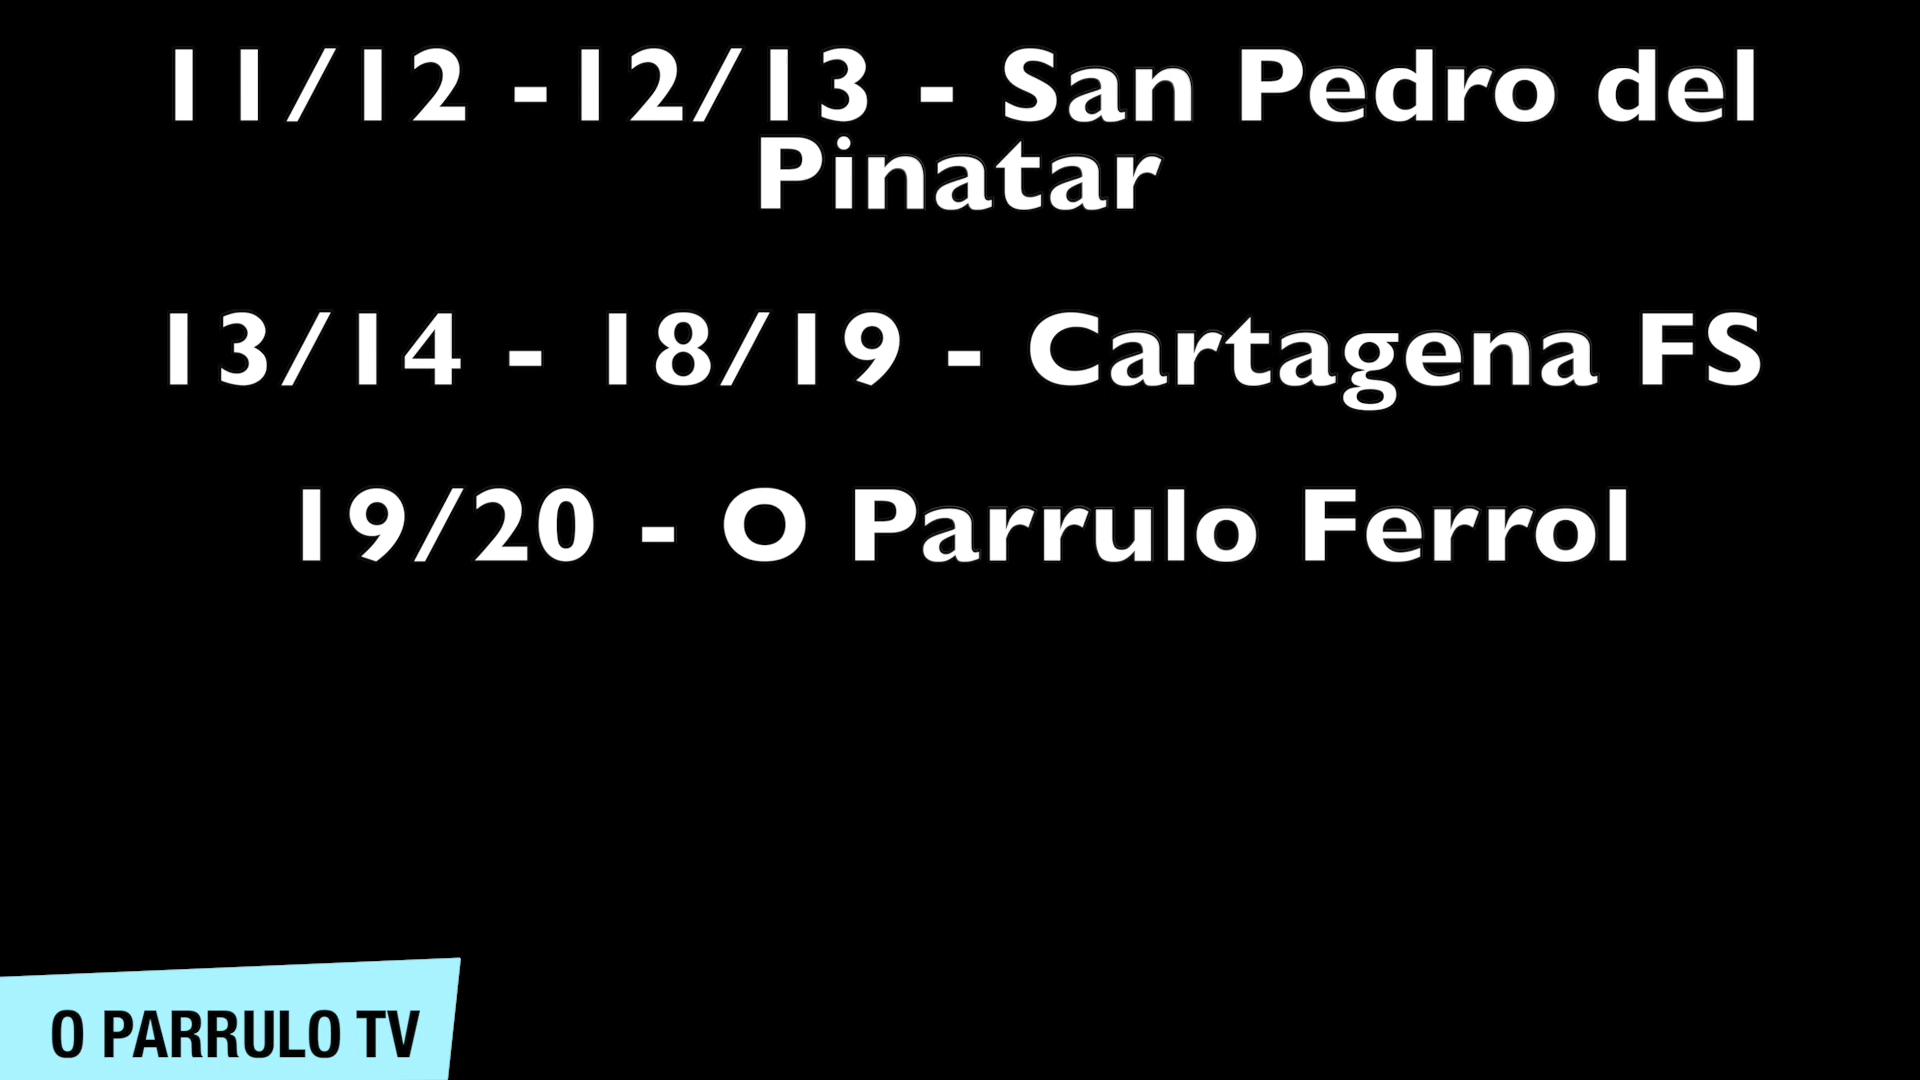 11/12 -12/13 - San Pedro del
Pinatar
13/14 - 18/19 - Cartagena FS
19/20 - O Parrulo Ferrol
O PARRULO TV